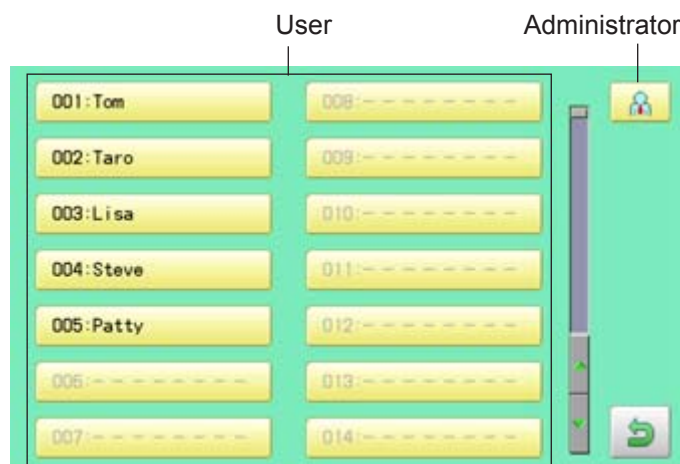 User Administrator
001:Tom
002:Taro
003:Lisa
004:Steve
005:Patty
006:--------
007:--------
008:--------
009:--------
010:--------
011:--------
012:--------
013:--------
014:--------